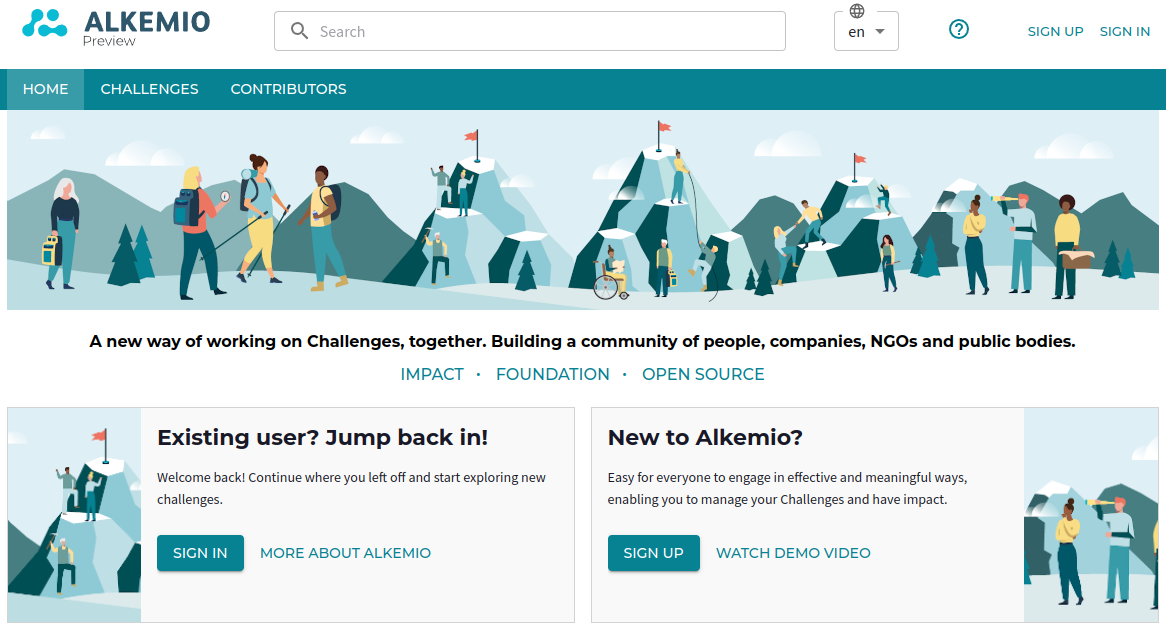 ALKEMIO
Preview
Search
en
SIGN UP
SIGN IN
HOME
CHALLENGES
CONTRIBUTORS
A new way of working on Challenges, together. Building a community of people, companies, NGOs and public bodies.
IMPACT • FOUNDATION • OPEN SOURCE
Existing user? Jump back in!
Welcome back! Continue where you left off and start exploring new
challenges.
SIGN IN
MORE ABOUT ALKEMIO
New to Alkemio?
Easy for everyone to engage in effective and meaningful ways,
enabling you to manage your Challenges and have impact.
SIGN UP
WATCH DEMO VIDEO